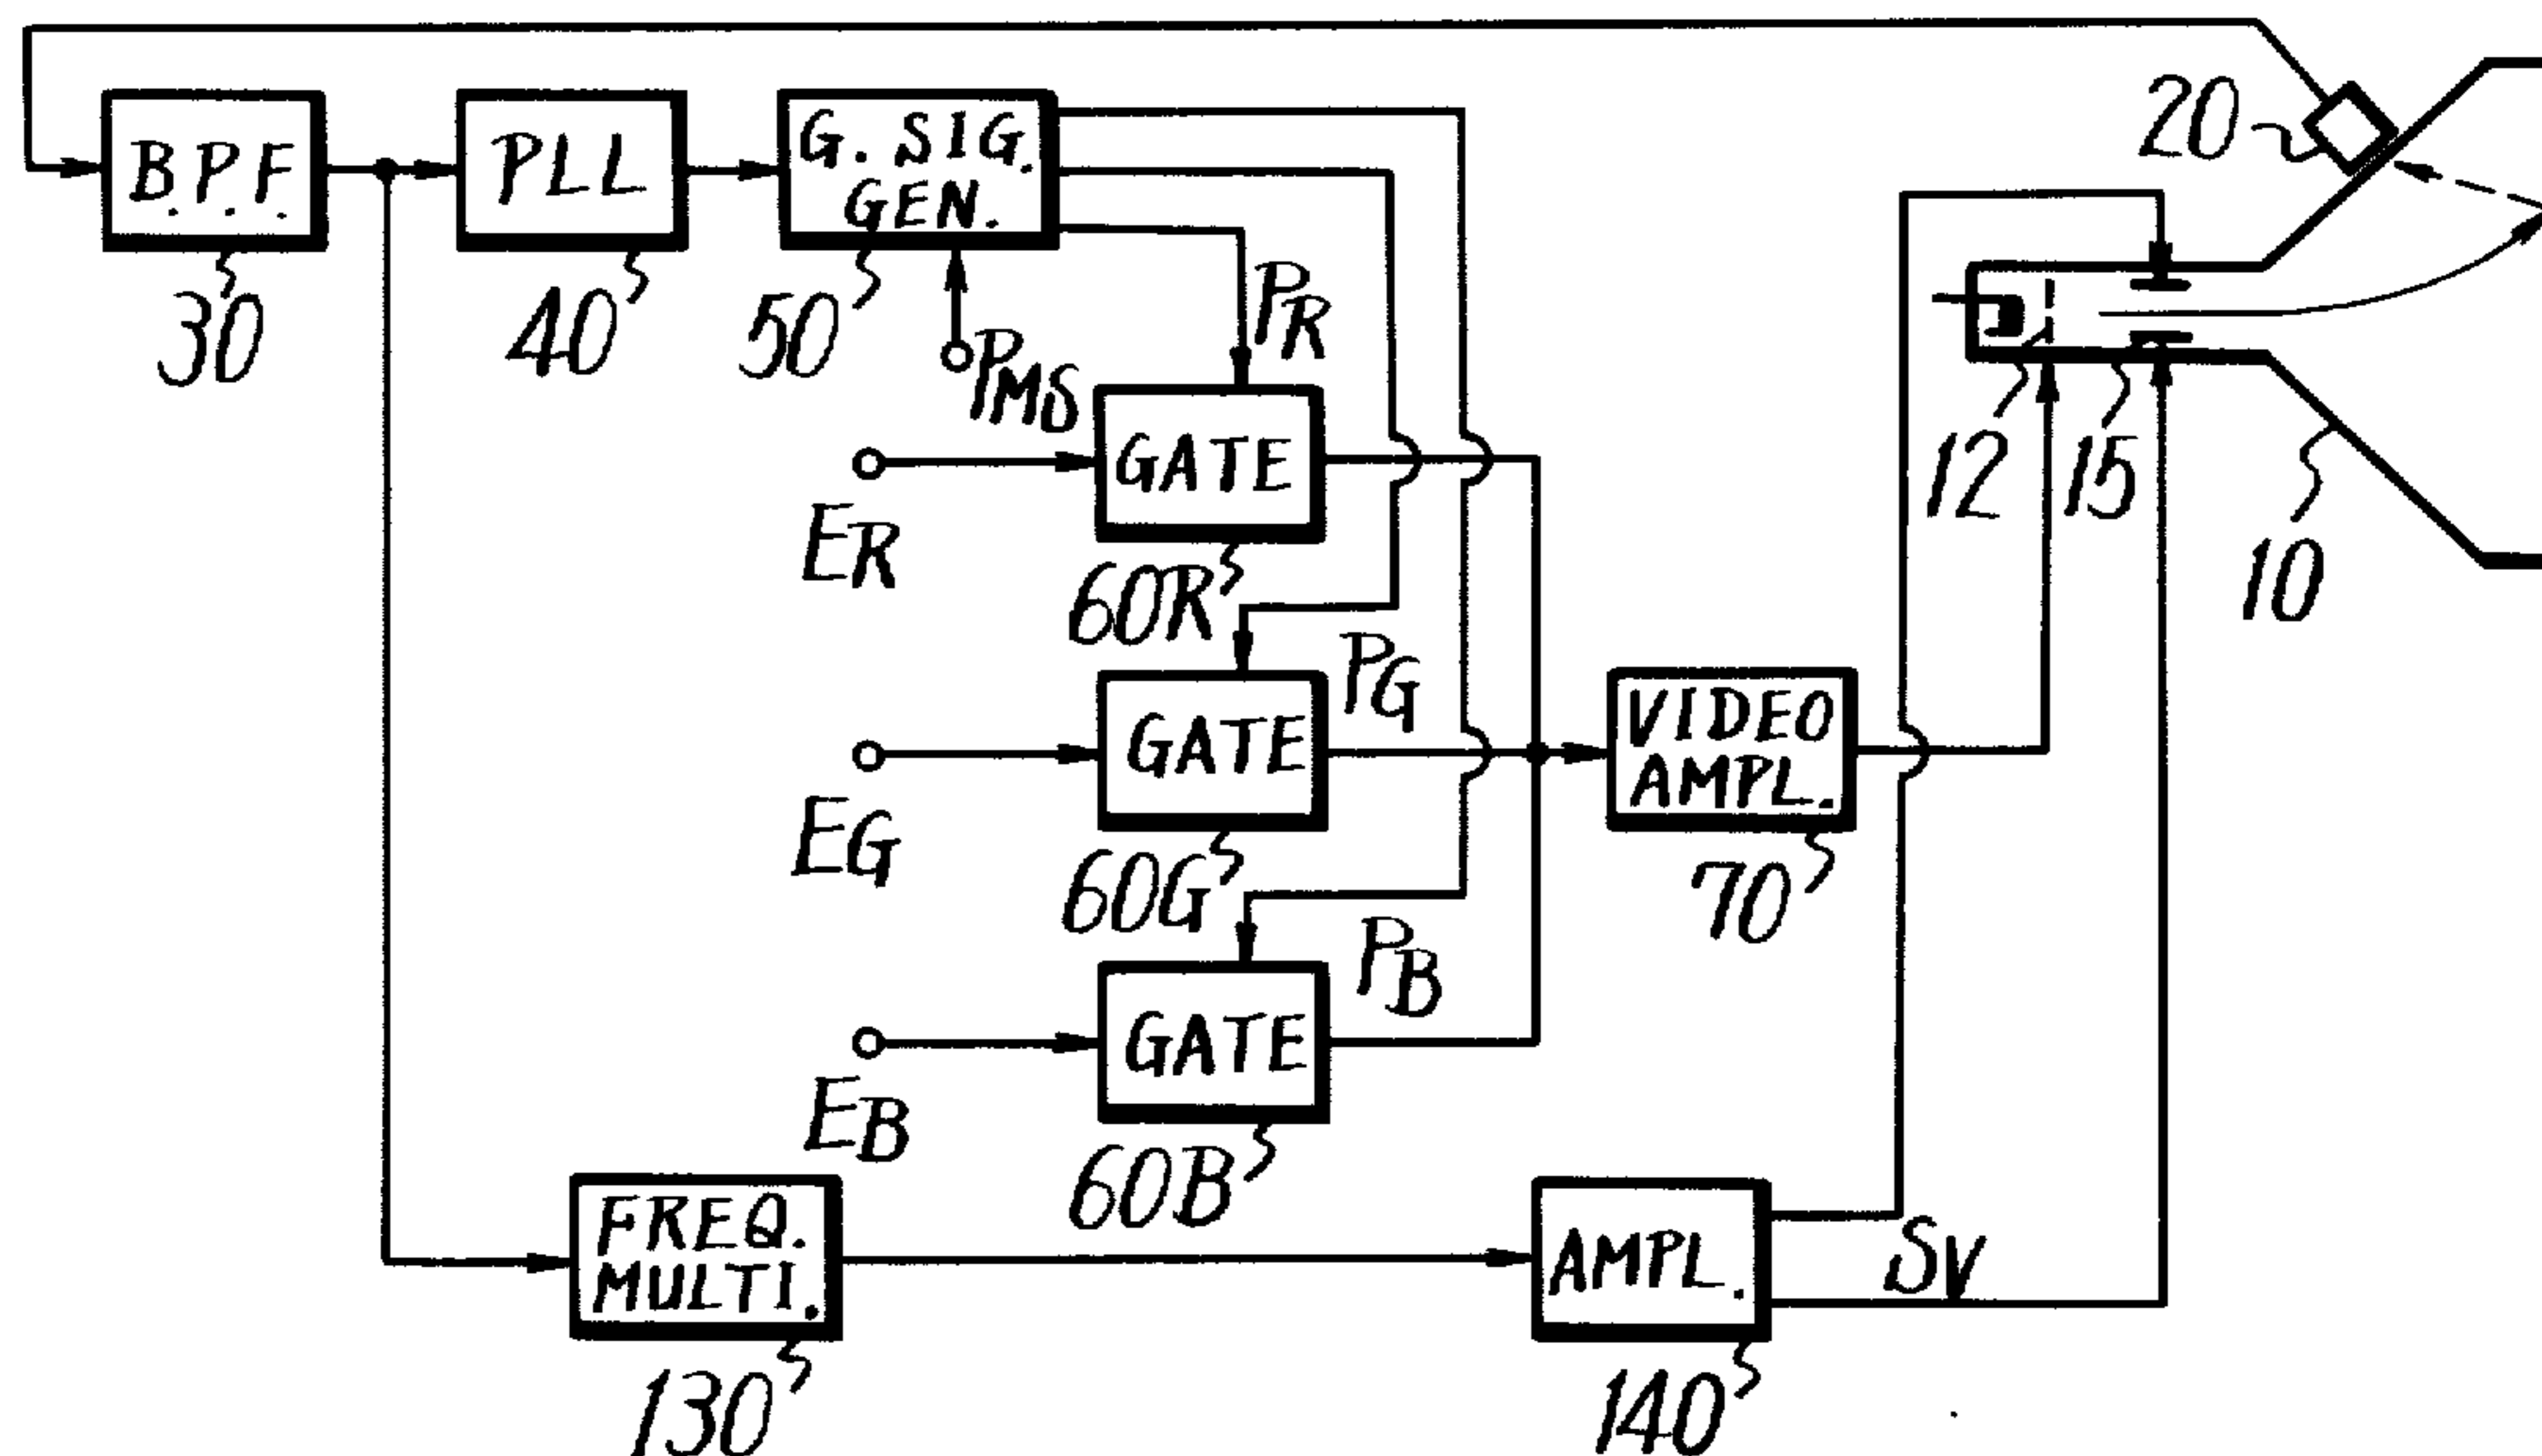 B.P.F.
PLL
G. SIG.
GEN.
20
30
40
50
PMS
PR
GATE
12
15
10
ER
60R
PG
GATE
VIDEO
AMPL.
EG
60G
70
PB
GATE
EB
60B
FREQ.
MULTI.
AMPL.
SV
130
140